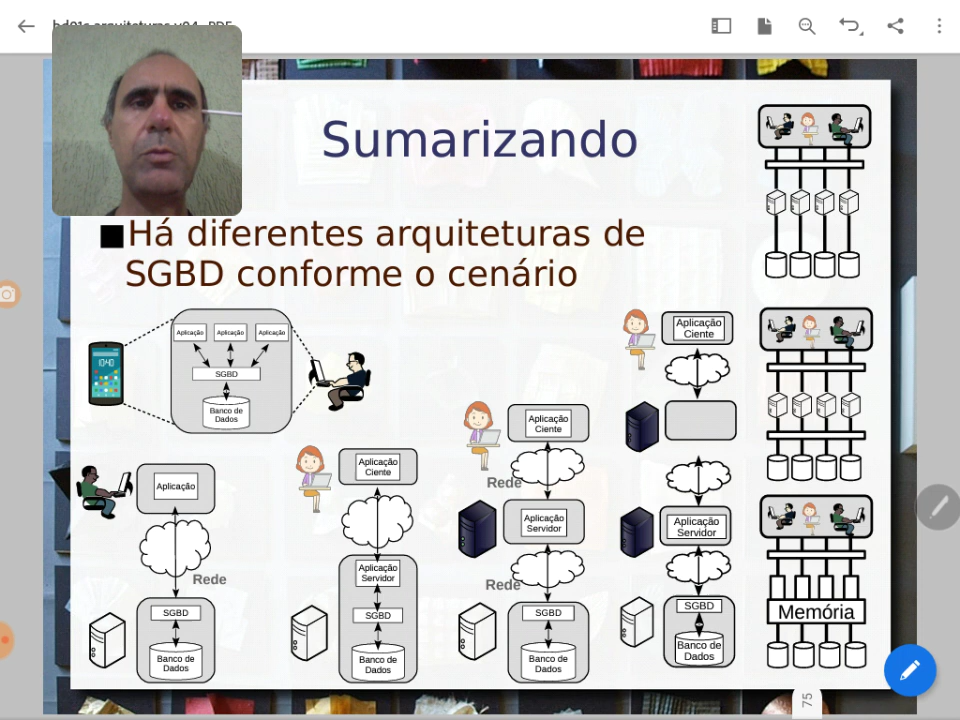 Sumarizando
■Há diferentes arquiteturas de
SGBD conforme o cenário
Aplicação Aplicação Aplicação
SGBD
Banco de
Dados
10:40
Aplicação
Rede
SGBD
Banco de
Dados
Aplicação
Ciente
Aplicação
Servidor
SGBD
Banco de
Dados
Aplicação
Ciente
Rede
Aplicação
Servidor
Rede
SGBD
Banco de
Dados
Aplicação
Ciente
Aplicação
Servidor
SGBD
Banco de
Dados
Memória
75